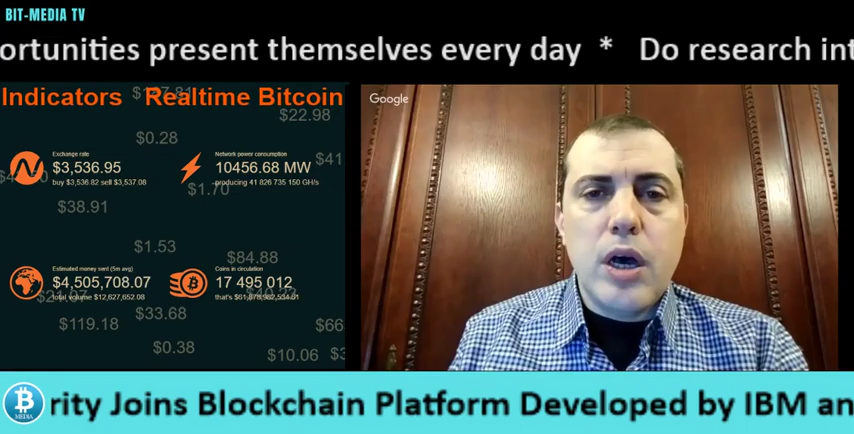 BIT-MEDIA TV
ortunities present themselves every day * Do research int
Indicators Realtime Bitcoin
$22.98
$0.28
Google
Exchange rate
$3,536.95
buy $3,536.82 sell $3,537.08
Network power consumption
10456.68 MW
producing 41 826 735 150 GH/s
$41
$1.70
$38.91
$1.53
$84.88
Estimated money sent (5m avg)
$4,505,708.07
total volume $12,627,652.08
Coins in circulation
17 495 012
$33.68
$119.18
$66
$0.38
$10.06
$3
B
MEDIA
rity Joins Blockchain Platform Developed by IBM an